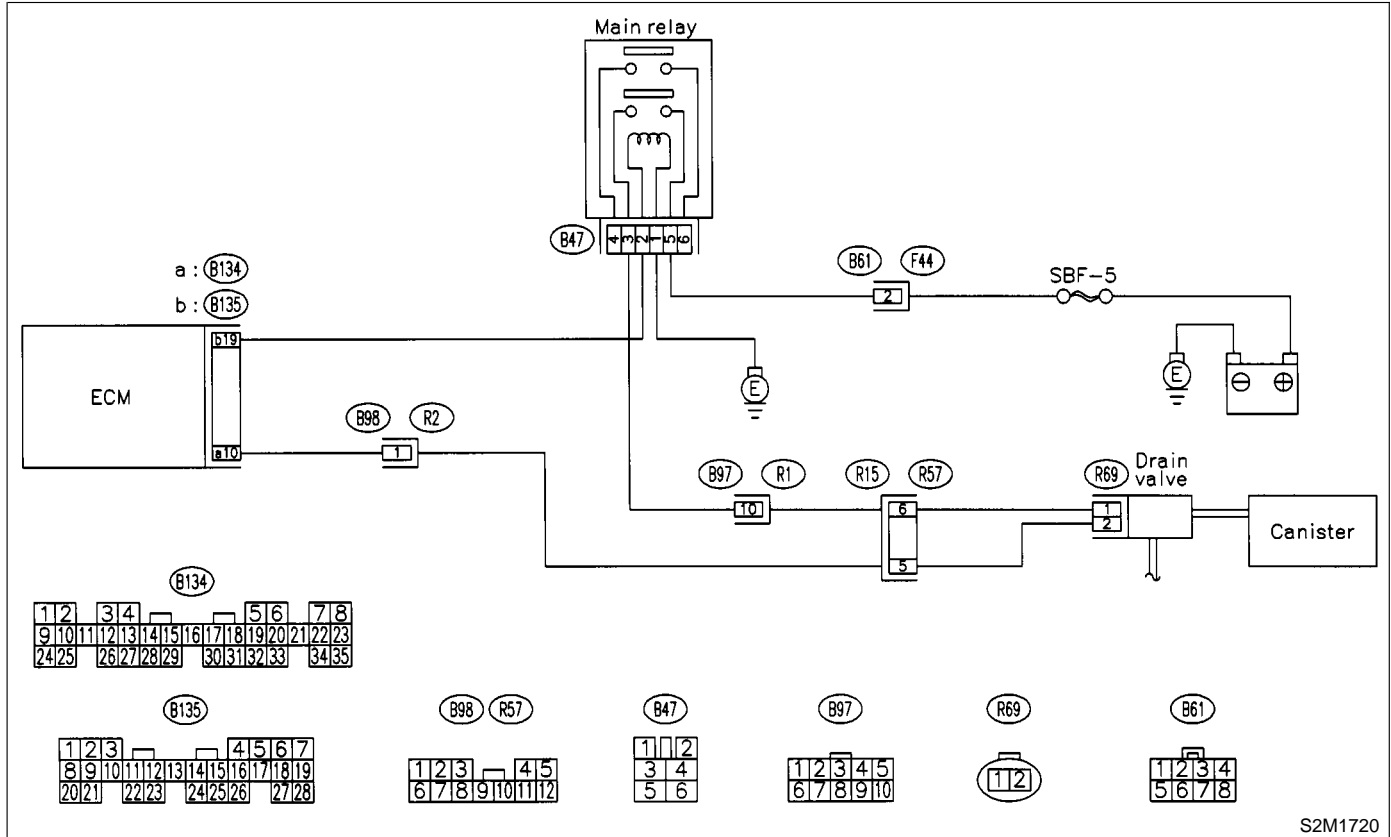 Main relay
B47
4 3 2 1 5 6
a : B134
b : B135
B61 F44
SBF-5
2
b19
ECM
E
E
⊖ ⊕
B98 R2
a10
1
B97 R1 R15 R57 R69 Drain valve
10
6
1
2
Canister
5
B134
1 2 3 4 5 6 7 8
9 10 11 12 13 14 15 16 17 18 19 20 21 22 23
24 25 26 27 28 29 30 31 32 33 34 35
B135
1 2 3 4 5 6 7
8 9 10 11 12 13 14 15 16 17 18 19
20 21 22 23 24 25 26 27 28
B98 R57
1 2 3 4 5
6 7 8 9 10 11 12
B47
1 2
3 4
5 6
B97
1 2 3 4 5
6 7 8 9 10
R69
1 2
B61
1 2 3 4
5 6 7 8
S2M1720